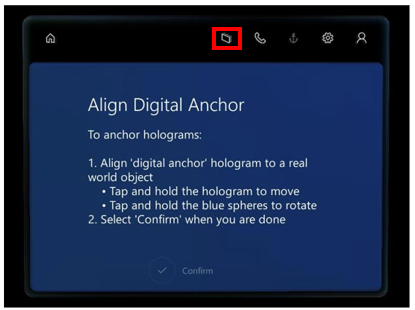 Align Digital Anchor
To anchor holograms:
1. Align 'digital anchor' hologram to a real
world object
• Tap and hold the hologram to move
• Tap and hold the blue spheres to rotate
2. Select 'Confirm' when you are done
Confirm